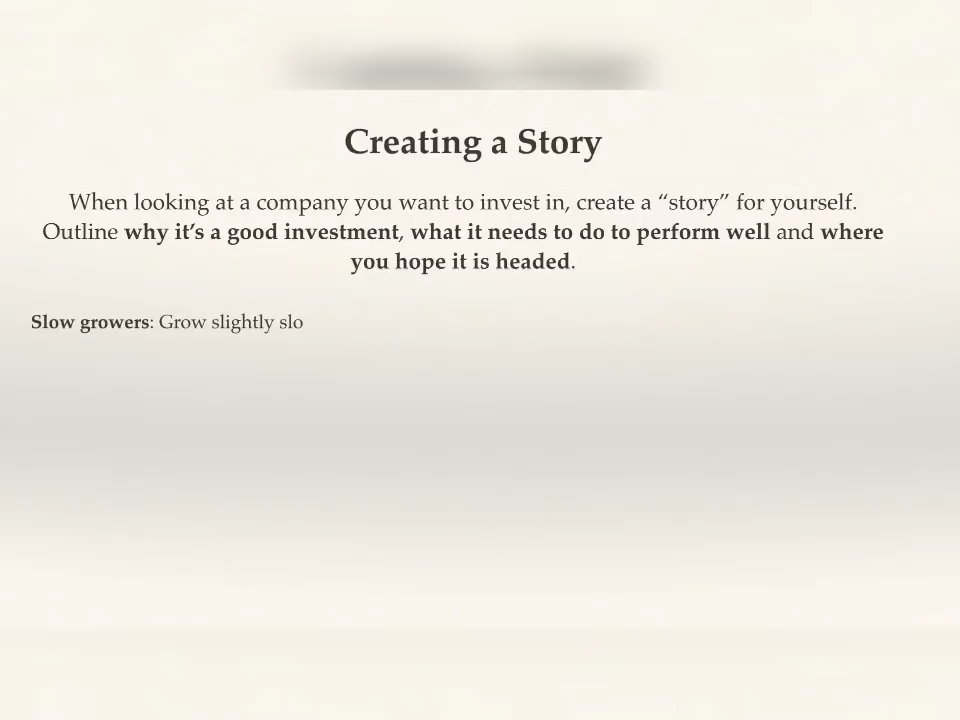 Creating a Story
When looking at a company you want to invest in, create a “story” for yourself.
Outline why it’s a good investment, what it needs to do to perform well and where
you hope it is headed.
Slow growers: Grow slightly slo